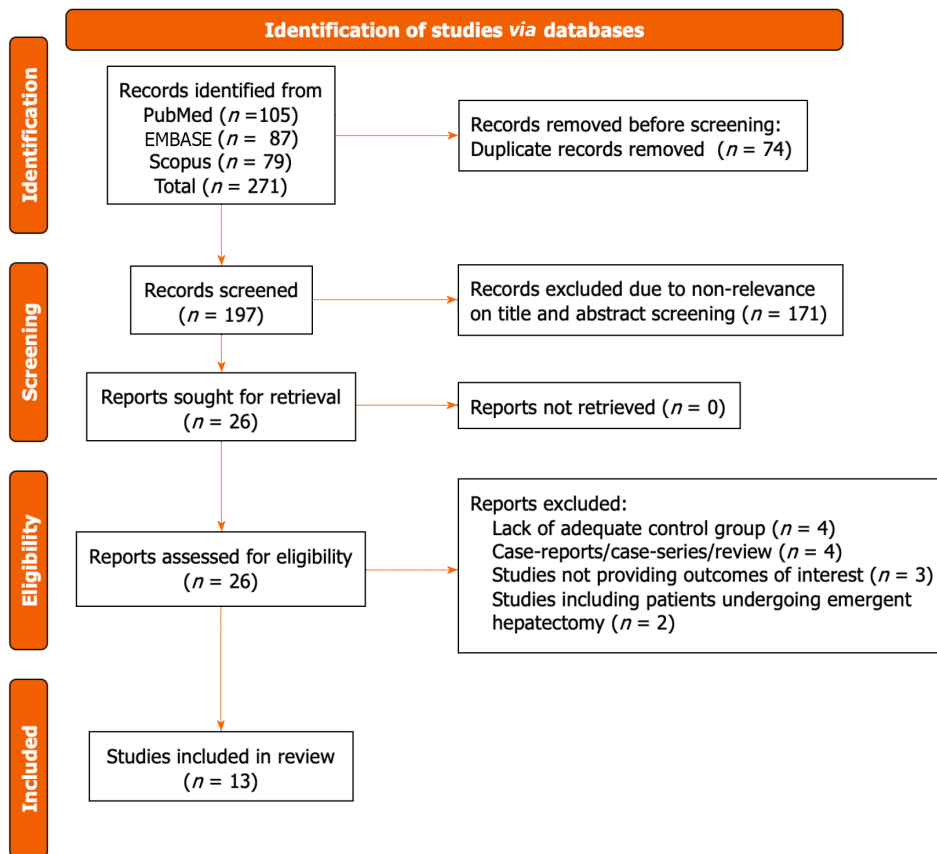 Identification of studies via databases
Identification
Records identified from
PubMed (n =105)
EMBASE (n = 87)
Scopus (n = 79)
Total (n = 271)
Records removed before screening:
Duplicate records removed (n = 74)
Screening
Records screened
(n = 197)
Records excluded due to non-relevance
on title and abstract screening (n = 171)
Reports sought for retrieval
(n = 26)
Reports not retrieved (n = 0)
Eligibility
Reports assessed for eligibility
(n = 26)
Reports excluded:
Lack of adequate control group (n = 4)
Case-reports/case-series/review (n = 4)
Studies not providing outcomes of interest (n = 3)
Studies including patients undergoing emergent
hepatectomy (n = 2)
Included
Studies included in review
(n = 13)